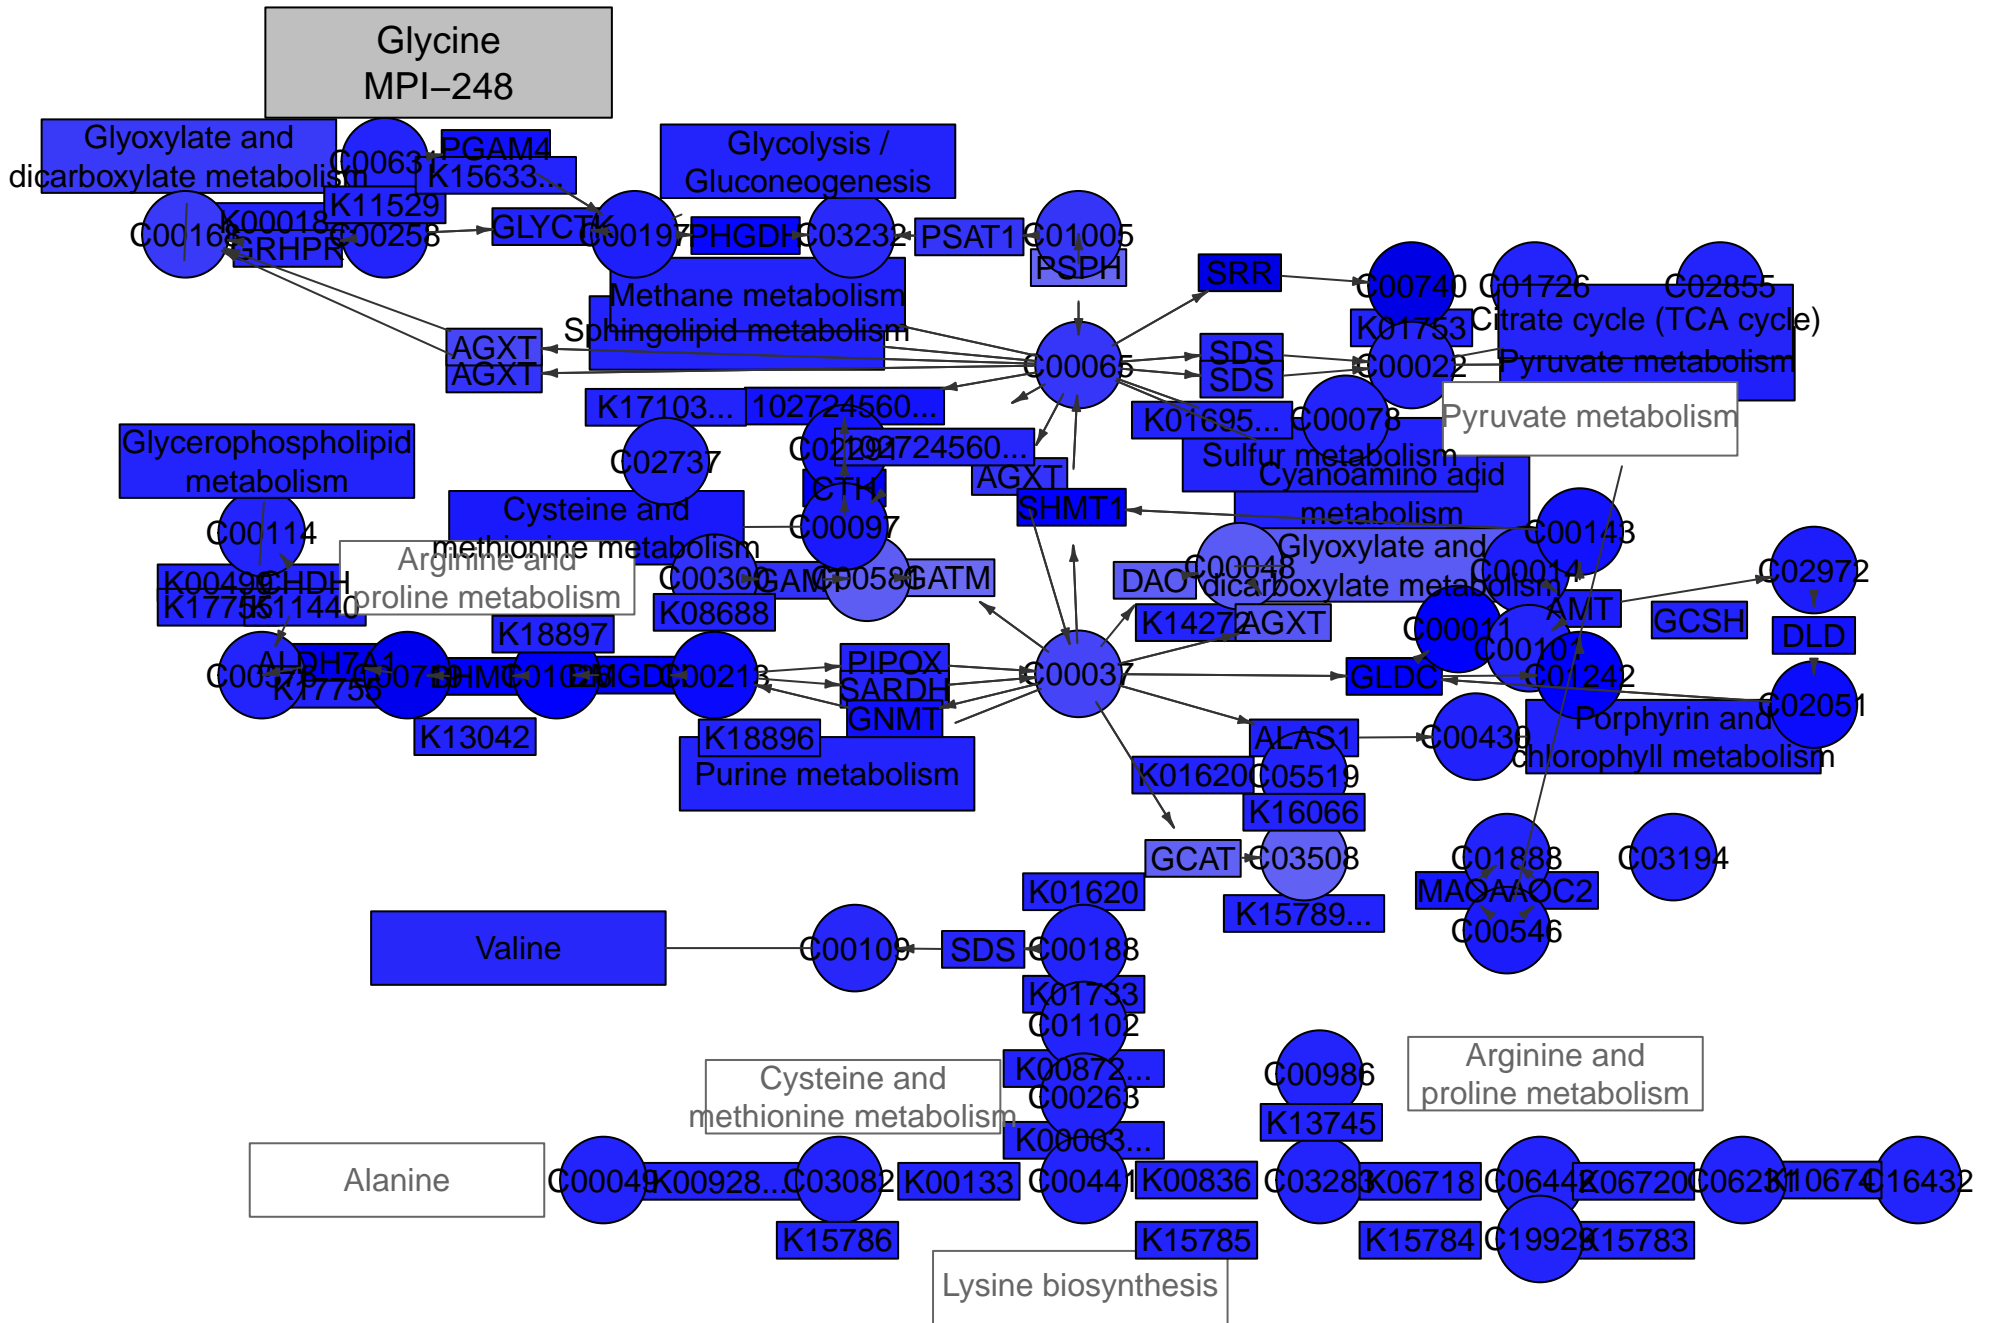 Glycine
MPI–248
Glyoxylate and
dicarboxylate metabolism
C00631
PGAM4
K15633...
K11529
Glycolysis /
Gluconeogenesis
C00168
K00018
GRHPR
C00258
GLYCTK
C00197
PHGDH
C03232
PSAT1
C01005
PSPH
SRR
C00740
C01726
C02855
Methane metabolism
Sphingolipid metabolism
K01753
Citrate cycle (TCA cycle)
AGXT
AGXT
C00065
SDS
SDS
C00022
Pyruvate metabolism
K17103...
102724560...
K01695...
C00078
Pyruvate metabolism
Glycerophospholipid
metabolism
C02737
C02291
102724560...
AGXT
Sulfur metabolism
Cyanoamino acid
metabolism
CTH
SHMT1
Cysteine and
methionine metabolism
C00097
C00114
C00143
Arginine and
proline metabolism
K00499
CHDH
K17755
K11440
C00300
GAMT
C00581
GATM
DAO
C00048
Glyoxylate and
dicarboxylate metabolism
C00014
C02972
K08688
K18897
K14272
AGXT
C00011
AMT
GCSH
DLD
C00101
C00576
ALDH7A1
K17756
C00719
BHMT
C01026
DMGDH
C00213
PIPOX
SARDH
GNMT
C00037
GLDC
C01242
C02051
K13042
K18896
Purine metabolism
ALAS1
C00430
Porphyrin and
chlorophyll metabolism
K01620
C05519
K16066
GCAT
C03508
C01888
C03194
K01620
K15789...
MAOA
AOC2
C00546
Valine
C00109
SDS
C00188
K01733
C01102
K00872...
C00263
K00003...
Cysteine and
methionine metabolism
C00986
K13745
Arginine and
proline metabolism
Alanine
C00049
K00928...
C03082
K00133
C00441
K00836
C03283
K06718
C06442
K06720
C06231
K10674
C16432
K15786
K15785
K15784
C19929
K15783
Lysine biosynthesis